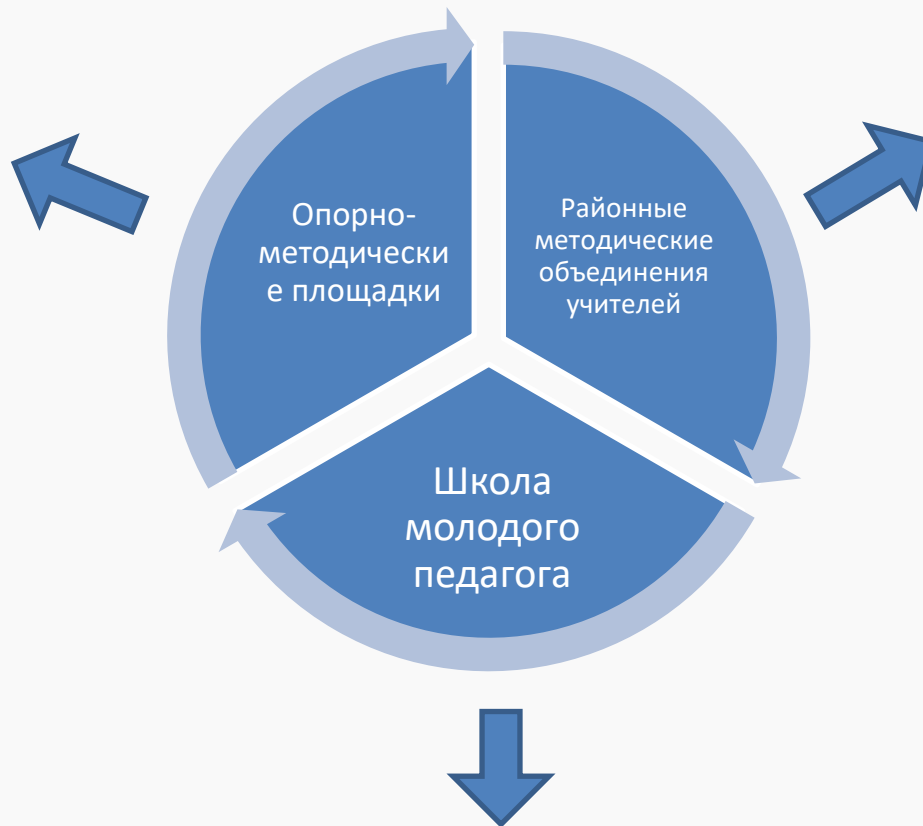 Опорно-
методически
е площадки
Районные
методические
объединения
учителей
Школа
молодого
педагога